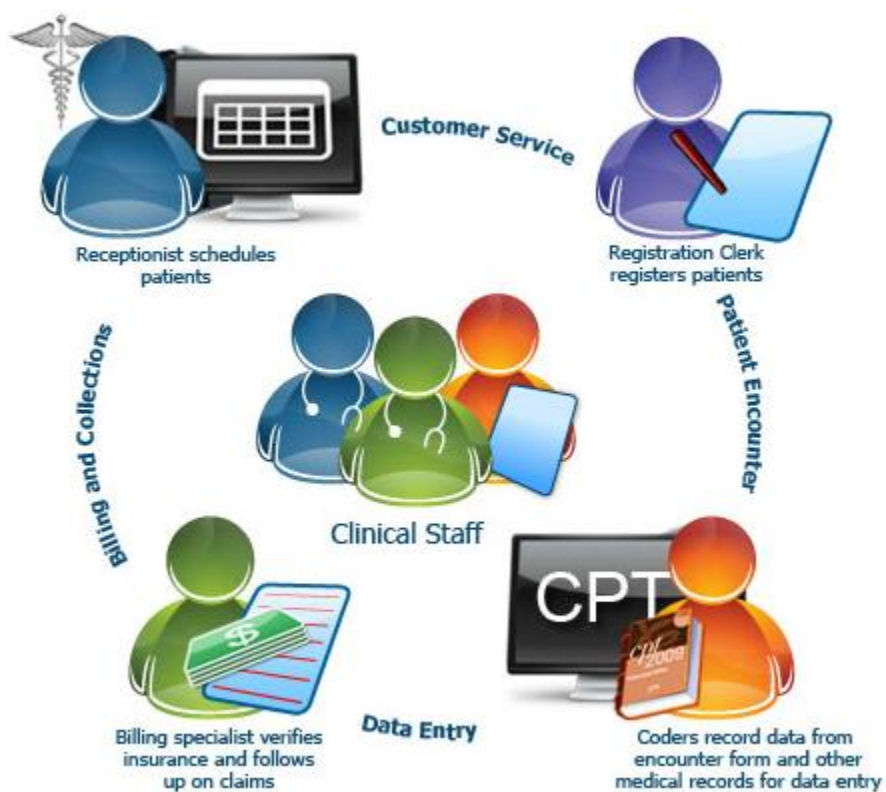 Customer Service
Receptionist schedules
patients
Registration Clerk
registers patients
Patient Encounter
Billing and Collections
Clinical Staff
CPT
cpt
2009
Billing specialist verifies
insurance and follows
up on claims
Data Entry
Coders record data from
encounter form and other
medical records for data entry